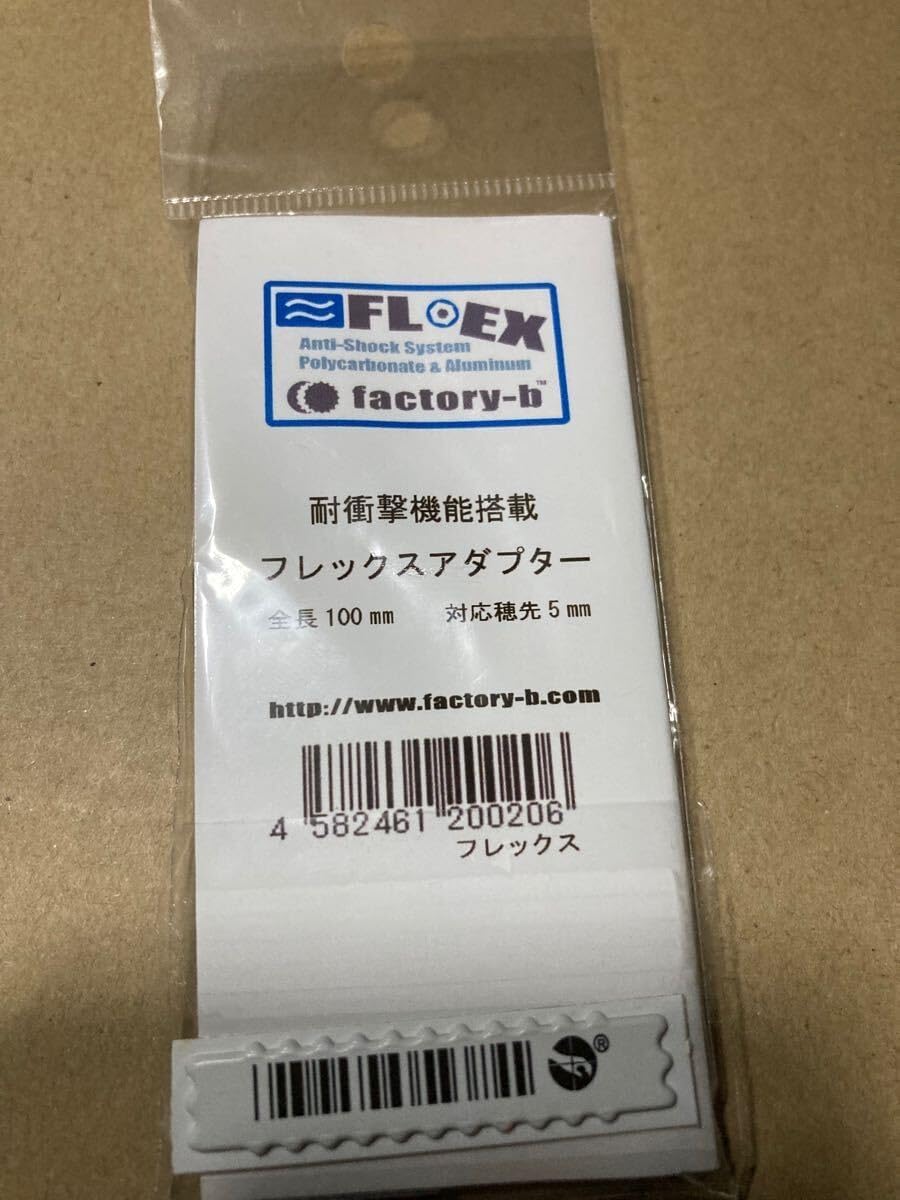 FL EX
Anti-Shock System
Polycarbonate & Aluminum
factory-b™
耐衝撃機能搭載
フレックスアダプター
全長100㎜ 対応穂先5㎜
http://www.factory-b.com
4 582461 200206
フレックス
®